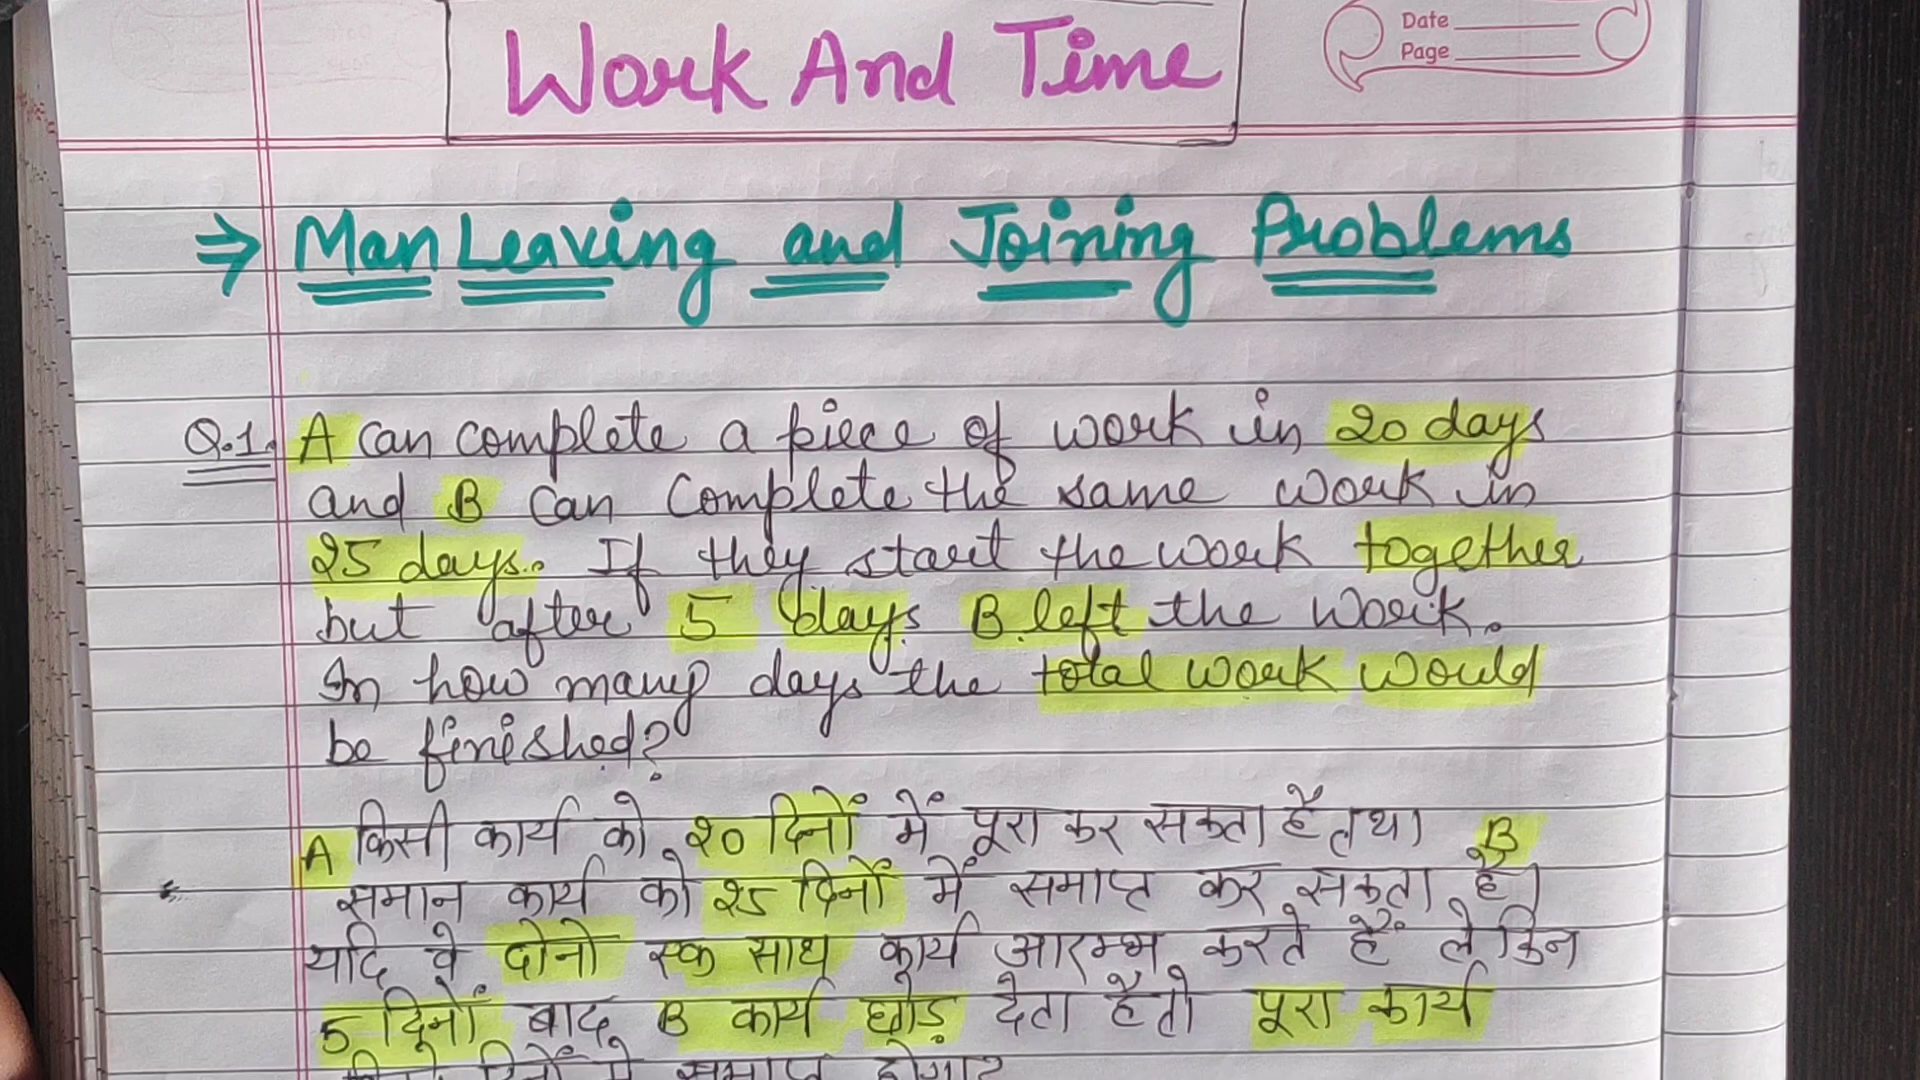 Date
Page
Work And Time
⇒ Man Leaving and Joining Problems
Q.1. A can complete a piece of work in 20 days
and B can complete the same work in
25 days. If they start the work together
but after 5 days B left the work.
In how many days the total work would
be finished?
A किसी कार्य को 20 दिनों में पूरा कर सकता है तथा B
समान कार्य को 25 दिनों में समाप्त कर सकता है।
यदि वे दोनो एक साथ कार्य आरम्भ करते हैं लेकिन
5 दिनों बाद B कार्य छोड़ देता है तो पूरा कार्य
दिनों में समाप्त होगा?